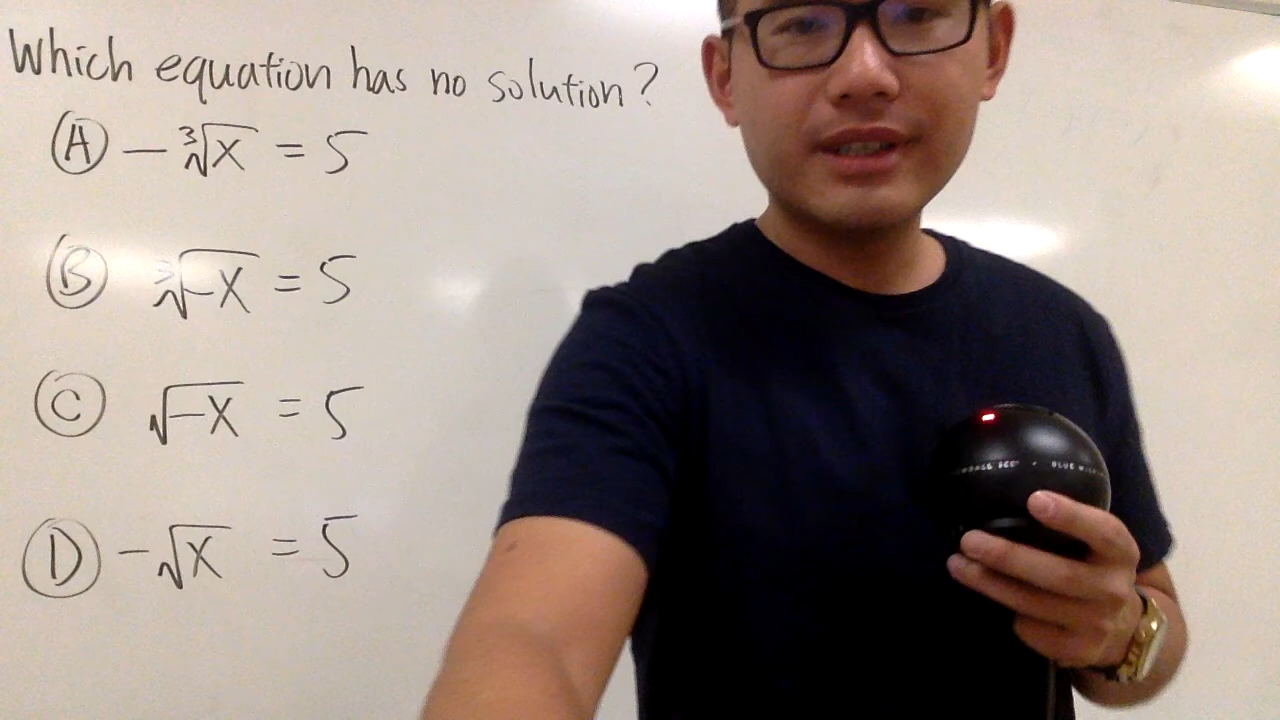 Which equation has no solution?
Ⓐ -∛x = 5
Ⓑ ∛-x = 5
Ⓒ √-x = 5
Ⓓ -√x = 5